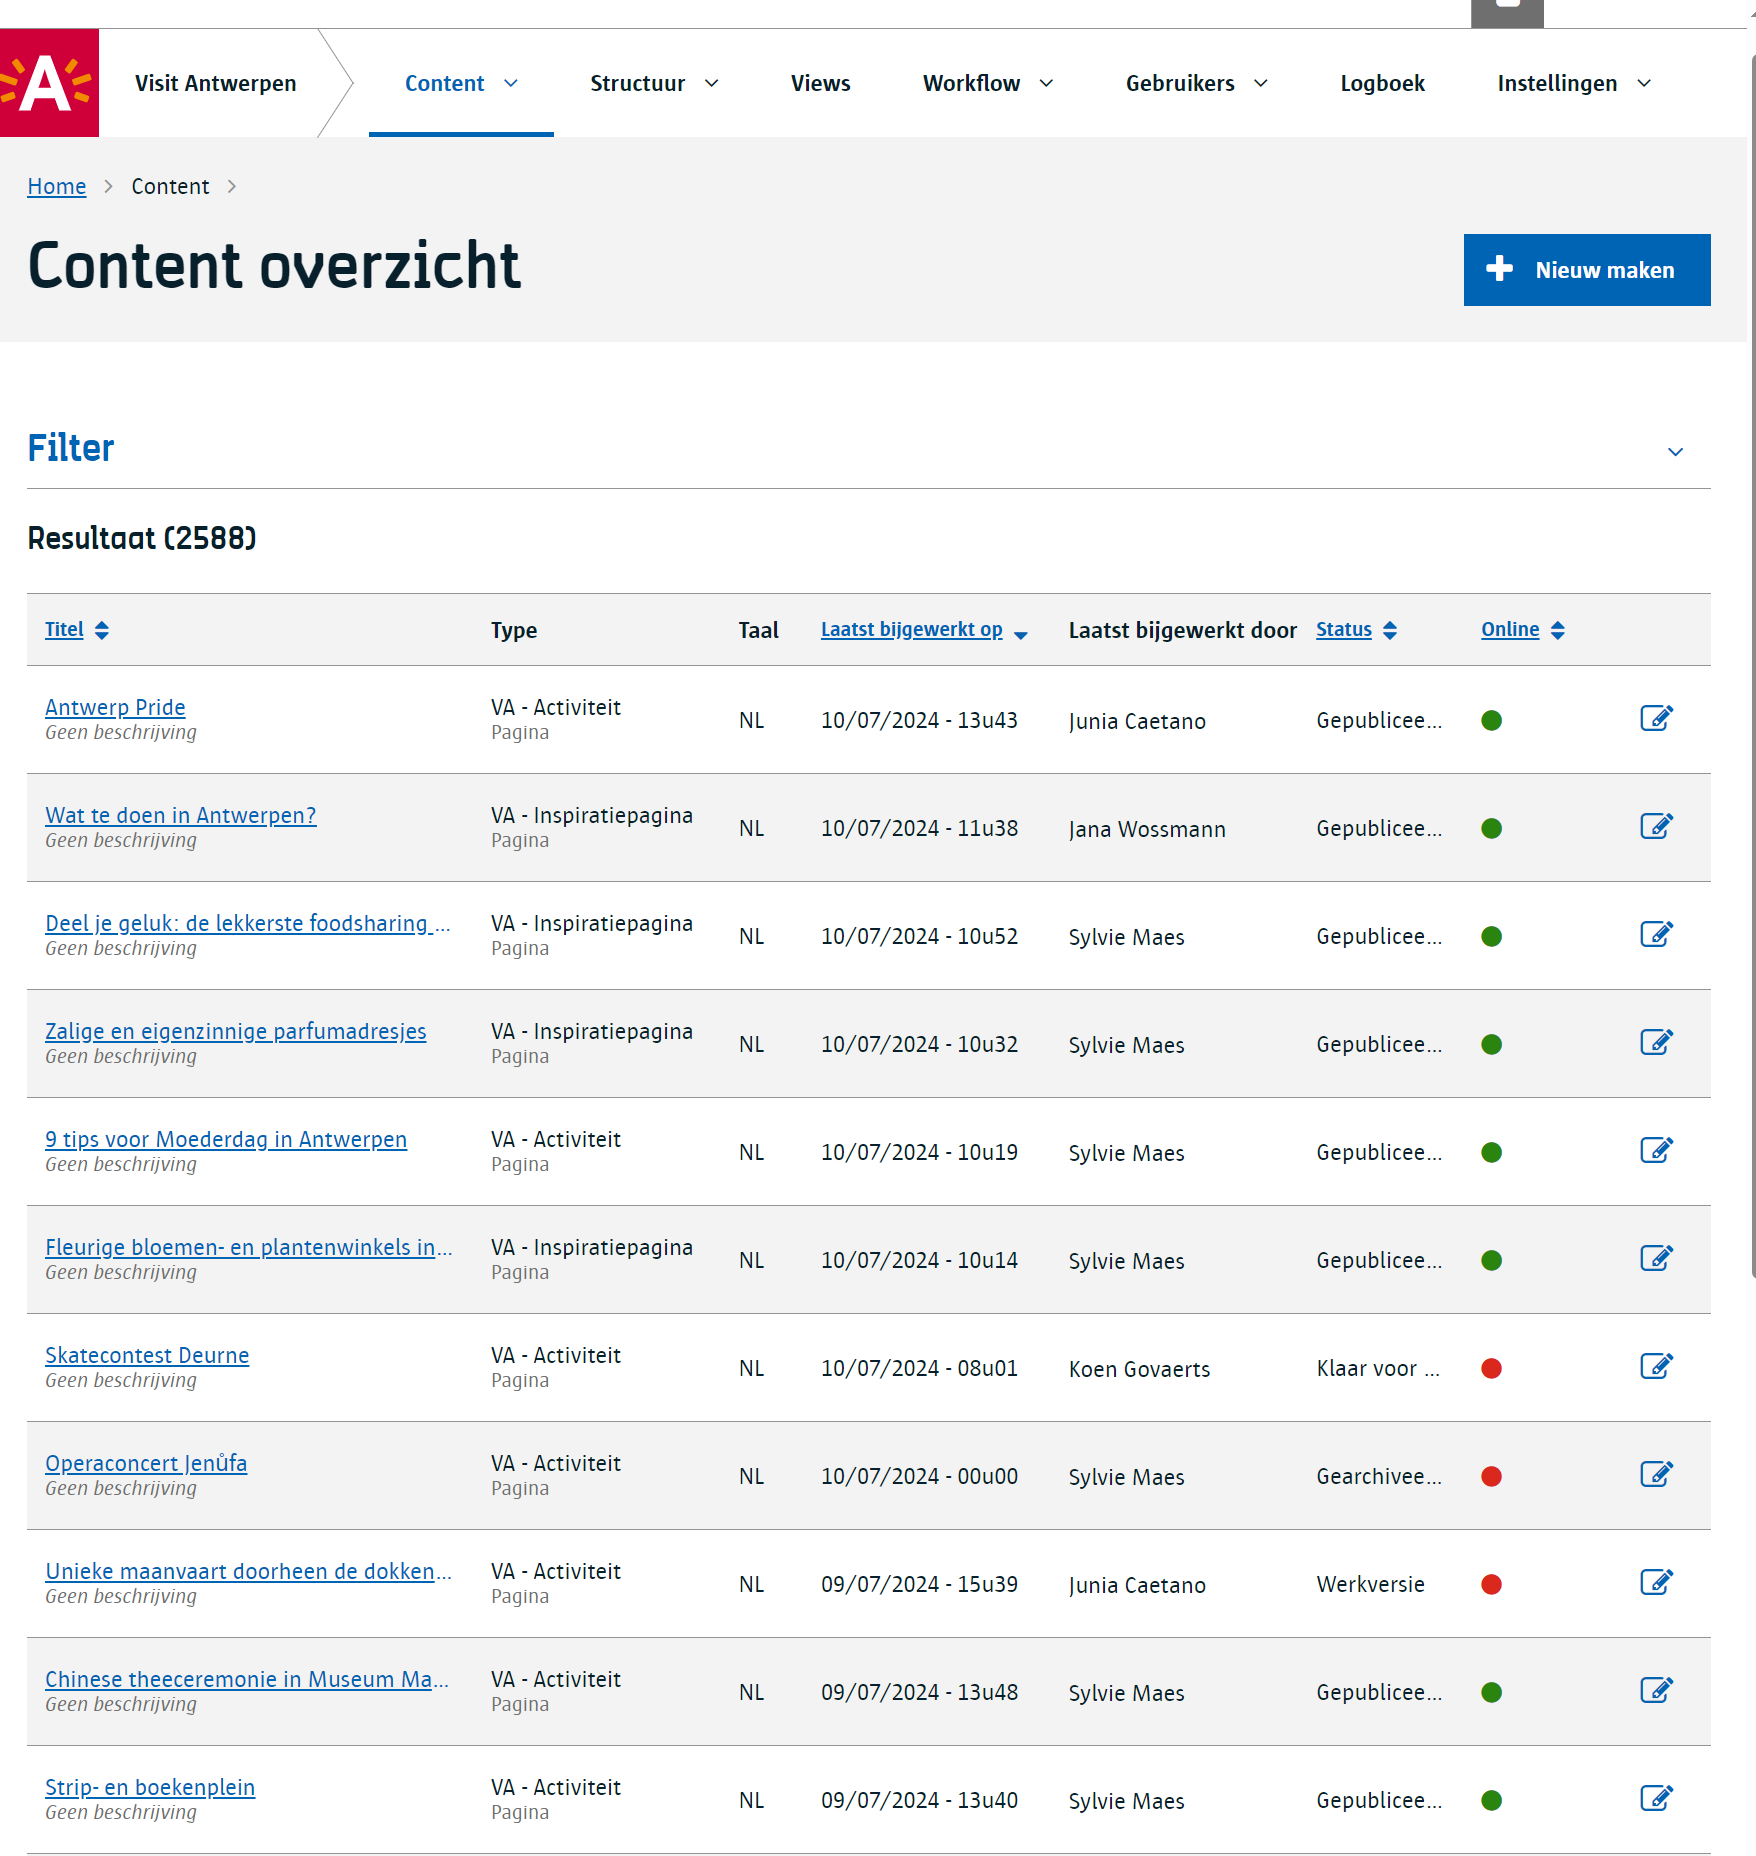 A
Visit Antwerpen
Content
Structuur
Views
Workflow
Gebruikers
Logboek
Instellingen
Home
Content
Content overzicht
Nieuw maken
Filter
Resultaat (2588)
Titel Type Taal Laatst bijgewerkt op Laatst bijgewerkt door Status Online
Antwerp Pride VA - Activiteit
Geen beschrijving Pagina NL 10/07/2024 - 13u43 Junia Caetano Gepublicee...
Wat te doen in Antwerpen? VA - Inspiratiepagina
Geen beschrijving Pagina NL 10/07/2024 - 11u38 Jana Wossmann Gepublicee...
Deel je geluk: de lekkerste foodsharing ... VA - Inspiratiepagina
Geen beschrijving Pagina NL 10/07/2024 - 10u52 Sylvie Maes Gepublicee...
Zalige en eigenzinnige parfumadresjes VA - Inspiratiepagina
Geen beschrijving Pagina NL 10/07/2024 - 10u32 Sylvie Maes Gepublicee...
9 tips voor Moederdag in Antwerpen VA - Activiteit
Geen beschrijving Pagina NL 10/07/2024 - 10u19 Sylvie Maes Gepublicee...
Fleurige bloemen- en plantenwinkels in... VA - Inspiratiepagina
Geen beschrijving Pagina NL 10/07/2024 - 10u14 Sylvie Maes Gepublicee...
Skatecontest Deurne VA - Activiteit
Geen beschrijving Pagina NL 10/07/2024 - 08u01 Koen Govaerts Klaar voor ...
Operaconcert Jenůfa VA - Activiteit
Geen beschrijving Pagina NL 10/07/2024 - 00u00 Sylvie Maes Gearchivee...
Unieke maanvaart doorheen de dokken... VA - Activiteit
Geen beschrijving Pagina NL 09/07/2024 - 15u39 Junia Caetano Werkversie
Chinese theeceremonie in Museum Ma... VA - Activiteit
Geen beschrijving Pagina NL 09/07/2024 - 13u48 Sylvie Maes Gepublicee...
Strip- en boekenplein VA - Activiteit
Geen beschrijving Pagina NL 09/07/2024 - 13u40 Sylvie Maes Gepublicee...